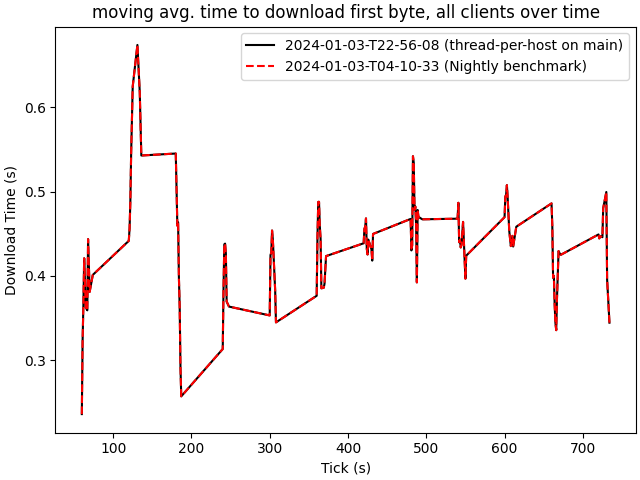 moving avg. time to download first byte, all clients over time
2024-01-03-T22-56-08 (thread-per-host on main)
2024-01-03-T04-10-33 (Nightly benchmark)
Download Time (s)
0.6
0.5
0.4
0.3
100 200 300 400 500 600 700
Tick (s)